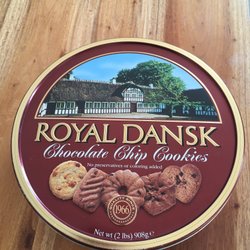 ROYAL DANSK
Chocolate Chip Cookies
No preservatives or coloring added
1966
Net wt (2 lbs) 908g